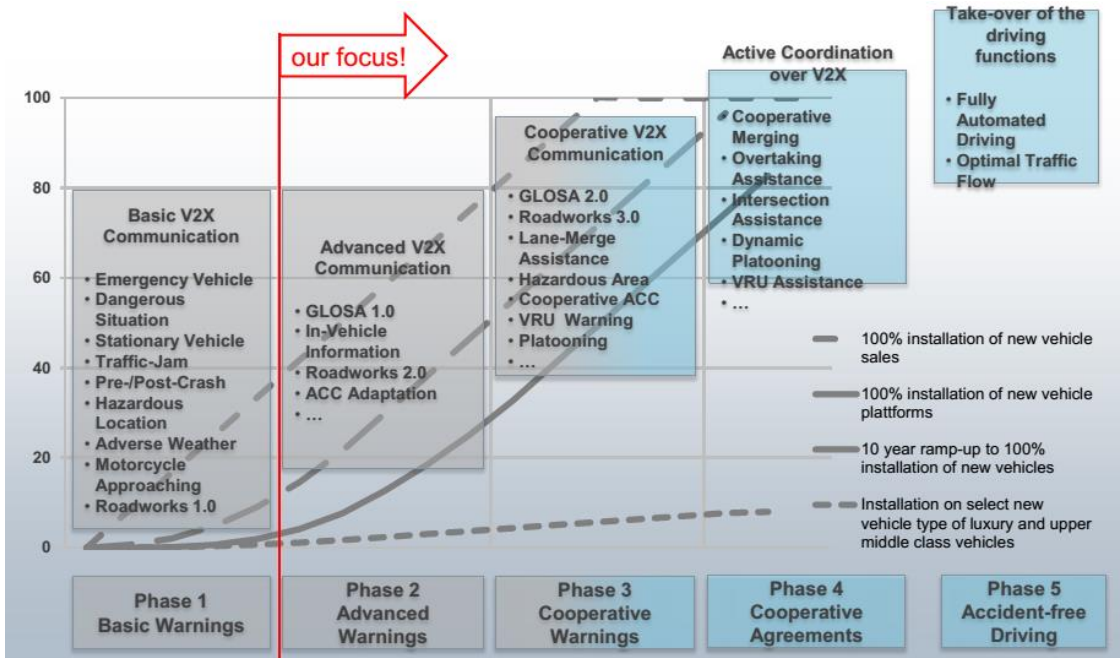 our focus!
Take-over of the
driving
functions
• Fully
Automated
Driving
• Optimal Traffic
Flow
Active Coordination
over V2X
• Cooperative
Merging
• Overtaking
Assistance
• Intersection
Assistance
• Dynamic
Platooning
• VRU Assistance
• ...
Cooperative V2X
Communication
• GLOSA 2.0
• Roadworks 3.0
• Lane-Merge
Assistance
• Hazardous Area
• Cooperative ACC
• VRU Warning
• Platooning
• ...
Advanced V2X
Communication
• GLOSA 1.0
• In-Vehicle
Information
• Roadworks 2.0
• ACC Adaptation
• ...
Basic V2X
Communication
• Emergency Vehicle
• Dangerous
Situation
• Stationary Vehicle
• Traffic-Jam
• Pre-/Post-Crash
• Hazardous
Location
• Adverse Weather
• Motorcycle
Approaching
• Roadworks 1.0
100
80
60
40
20
0
100% installation of new vehicle
sales
100% installation of new vehicle
plattforms
10 year ramp-up to 100%
installation of new vehicles
Installation on select new
vehicle type of luxury and upper
middle class vehicles
Phase 1
Basic Warnings
Phase 2
Advanced
Warnings
Phase 3
Cooperative
Warnings
Phase 4
Cooperative
Agreements
Phase 5
Accident-free
Driving